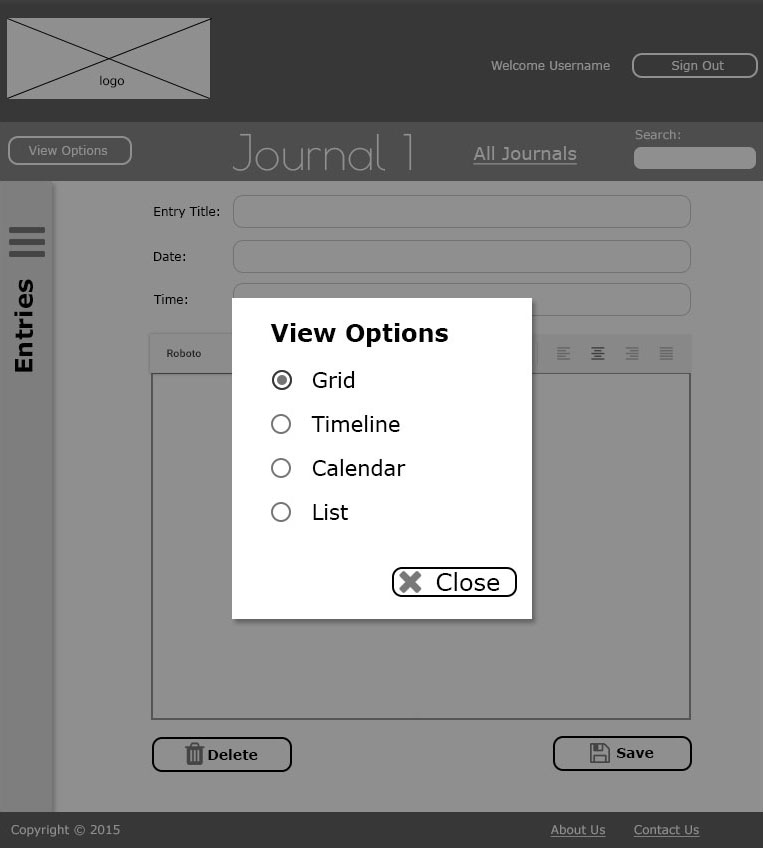 logo
Welcome Username
Sign Out
View Options
Journal 1
All Journals
Search:
Entries
Entry Title:
Date:
Time:
Roboto
View Options
Grid
Timeline
Calendar
List
Close
Delete
Save
Copyright © 2015
About Us
Contact Us